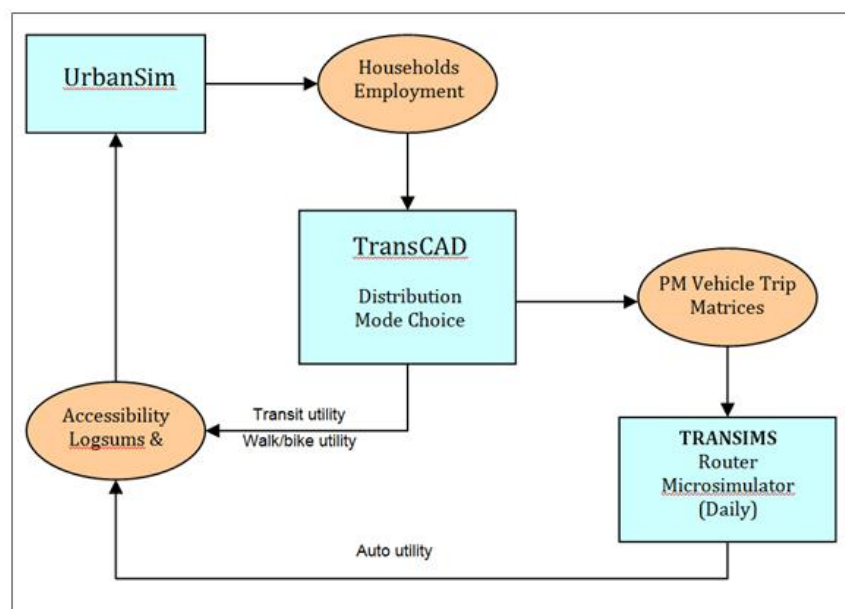 UrbanSim
Households
Employment
TransCAD
Distribution
Mode Choice
PM Vehicle Trip
Matrices
Accessibility
Logsums &
Transit utility
Walk/bike utility
TRANSIMS
Router
Microsimulator
(Daily)
Auto utility